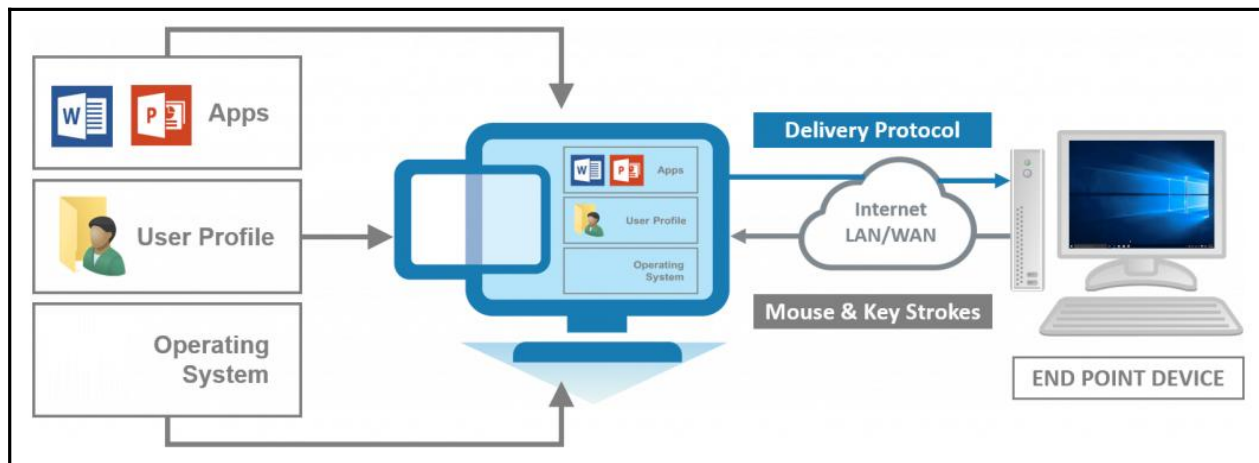 W
P
Apps
User Profile
Operating
System
W
P
Apps
User Profile
Operating
System
Delivery Protocol
Internet
LAN/WAN
Mouse & Key Strokes
END POINT DEVICE